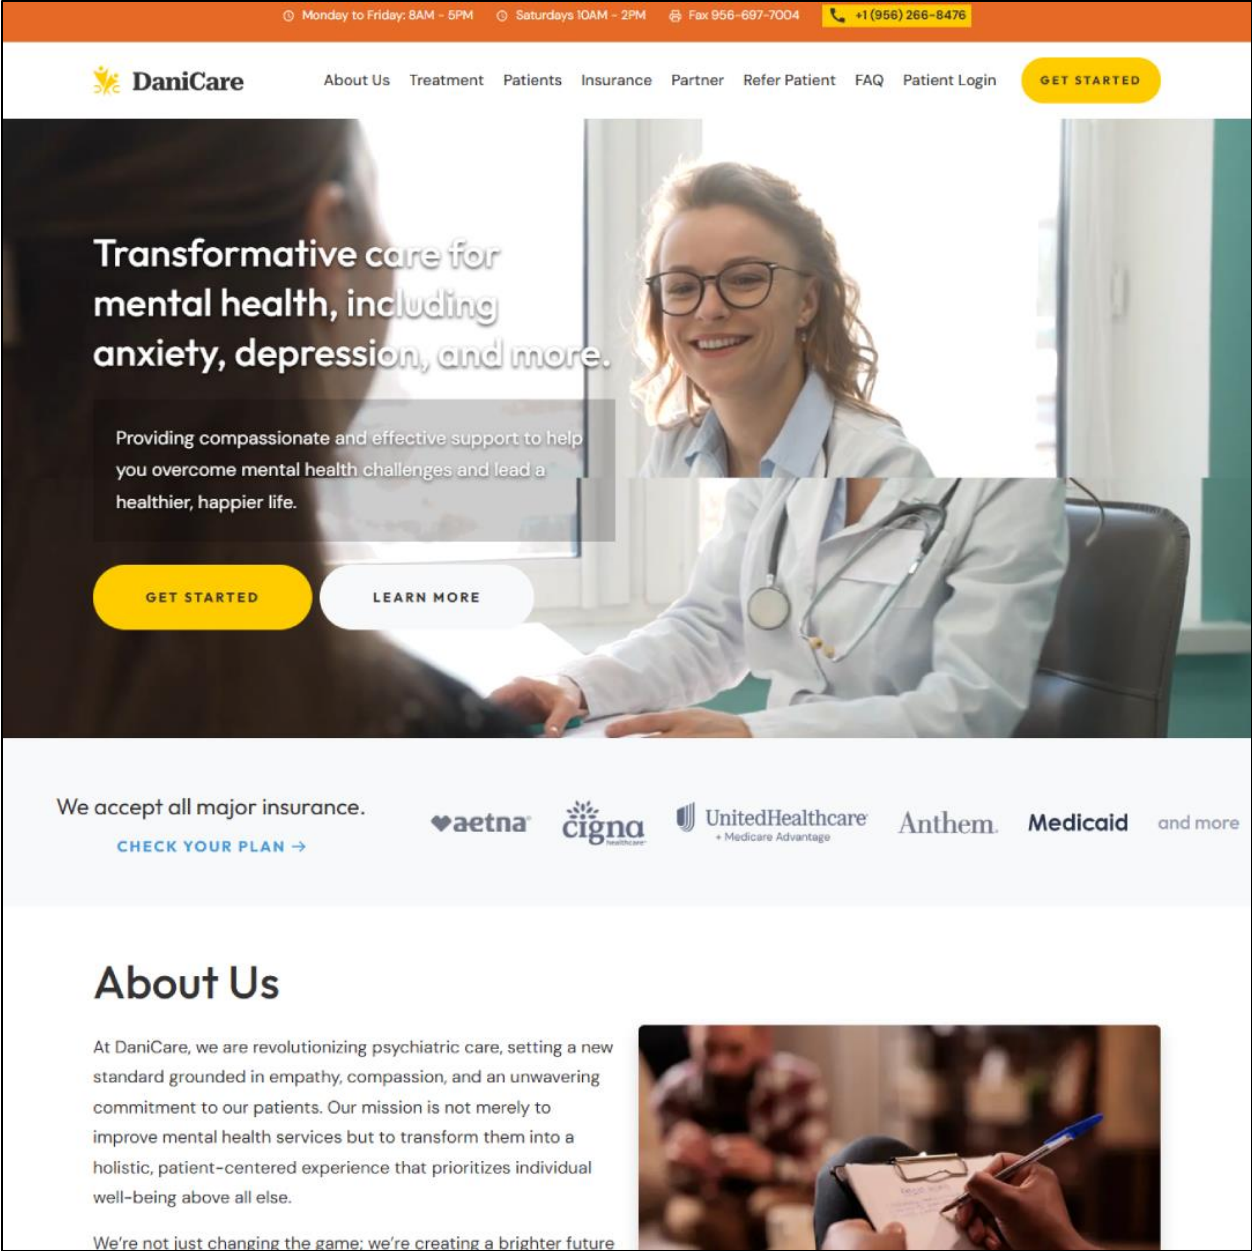 Monday to Friday: 8AM - 5PM Saturdays 10AM - 2PM Fax 956-697-7004 +1 (956) 266-8476
DaniCare About Us Treatment Patients Insurance Partner Refer Patient FAQ Patient Login GET STARTED
Transformative care for
mental health, including
anxiety, depression, and more.
Providing compassionate and effective support to help
you overcome mental health challenges and lead a
healthier, happier life.
GET STARTED LEARN MORE
We accept all major insurance.
CHECK YOUR PLAN →
aetna
cigna
healthcare
UnitedHealthcare
+ Medicare Advantage
Anthem.
Medicaid
and more
About Us
At DaniCare, we are revolutionizing psychiatric care, setting a new
standard grounded in empathy, compassion, and an unwavering
commitment to our patients. Our mission is not merely to
improve mental health services but to transform them into a
holistic, patient-centered experience that prioritizes individual
well-being above all else.
We're not just changing the game; we're creating a brighter future